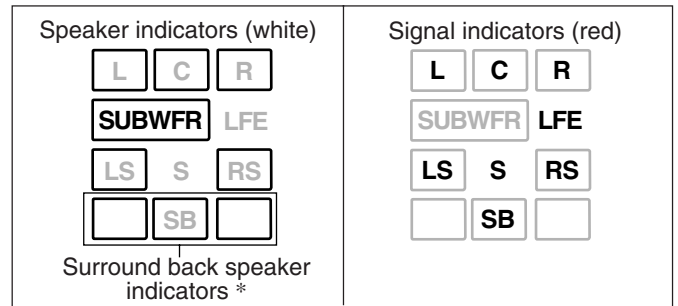 Speaker indicators (white)
L C R
SUBWFR LFE
LS S RS
SB
Surround back speaker
indicators *
Signal indicators (red)
L C R
SUBWFR LFE
LS S RS
SB